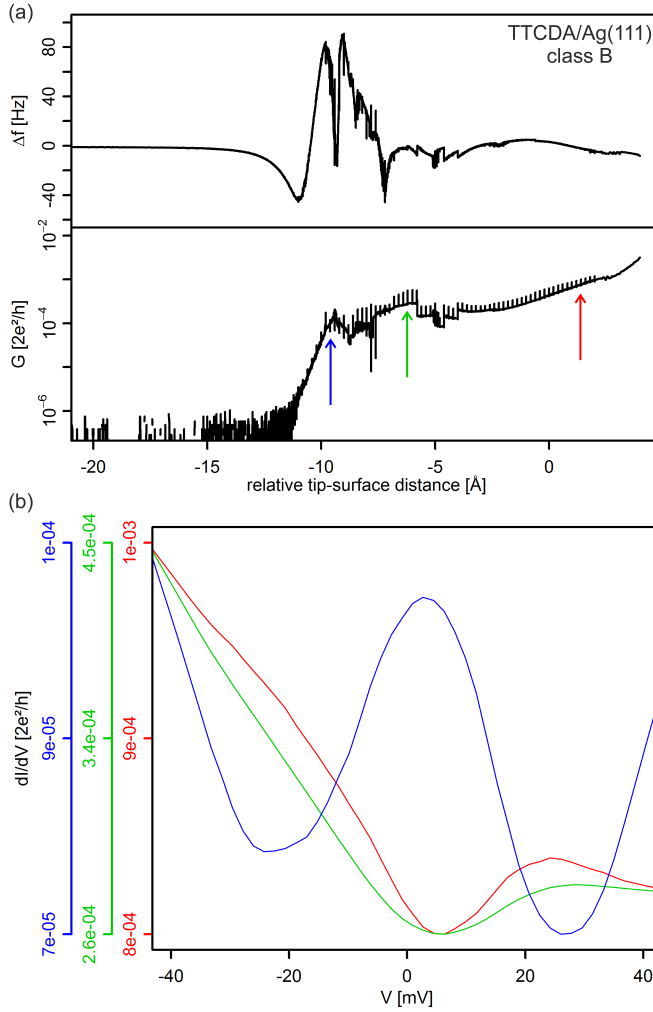 (a)
TTCDA/Ag(111)
class B
Δf [Hz]
80
40
0
-40
G [2e²/h]
10⁻²
10⁻⁴
10⁻⁶
-20
-15
-10
-5
0
relative tip-surface distance [Å]
(b)
dI/dV [2e²/h]
1e-04
9e-05
7e-05
4.5e-04
3.4e-04
2.6e-04
1e-03
9e-04
8e-04
-40
-20
0
20
40
V [mV]